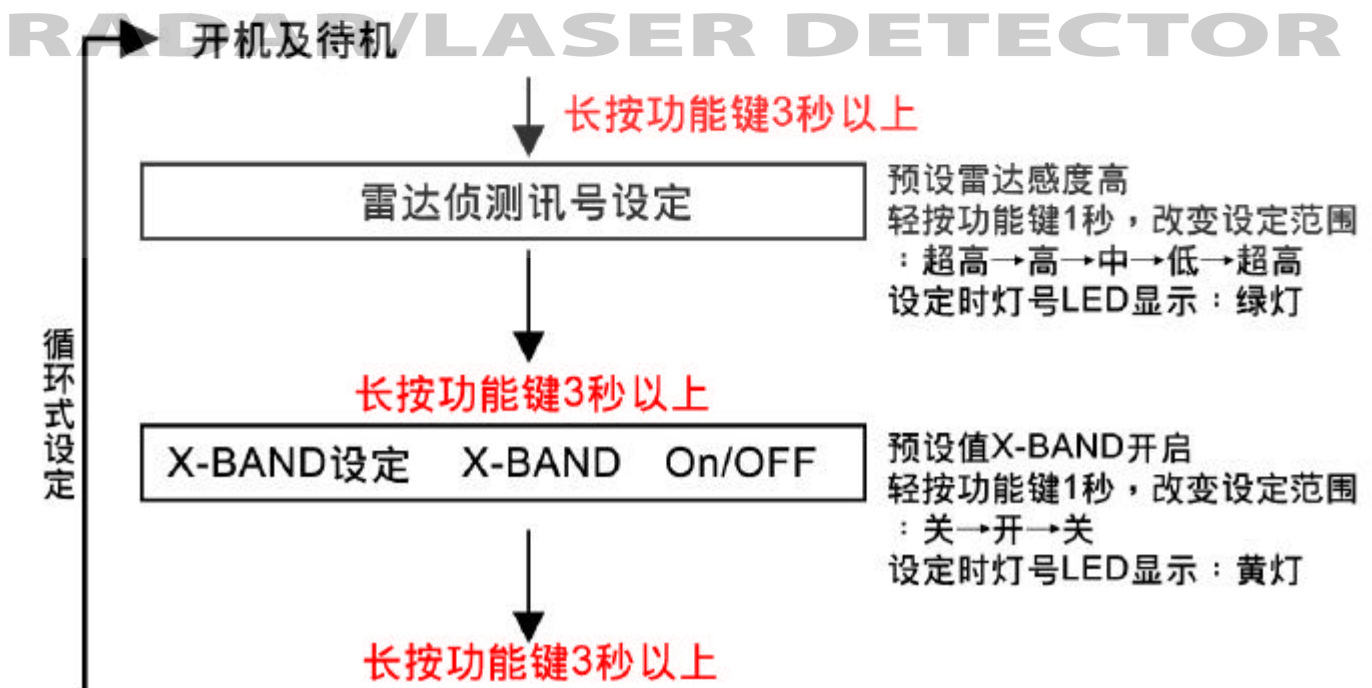 RADAR/LASER DETECTOR
开机及待机
长按功能键3秒以上
雷达侦测讯号设定
预设雷达感度高
轻按功能键1秒，改变设定范围
：超高→高→中→低→超高
设定时灯号LED显示：绿灯
循环式设定
长按功能键3秒以上
X-BAND设定 X-BAND On/OFF
预设值X-BAND开启
轻按功能键1秒，改变设定范围
：关→开→关
设定时灯号LED显示：黄灯
长按功能键3秒以上